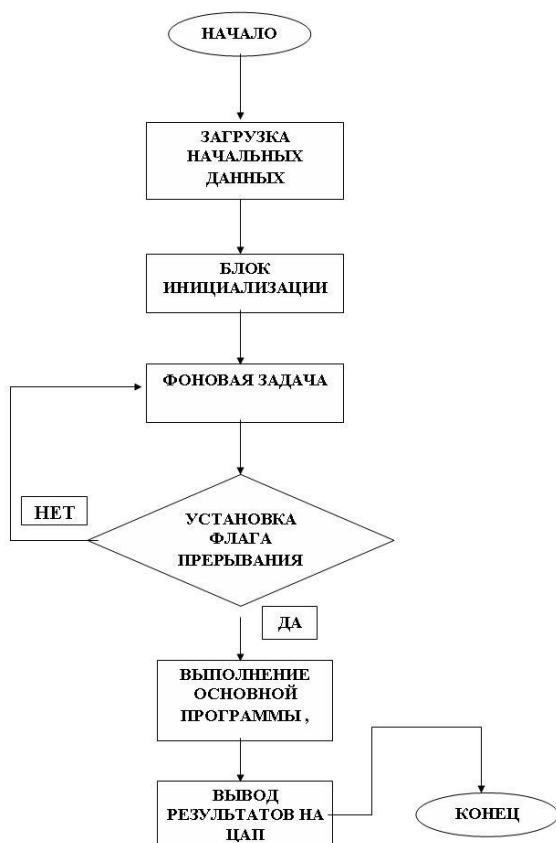 НАЧАЛО
ЗАГРУЗКА
НАЧАЛЬНЫХ
ДАННЫХ
БЛОК
ИНИЦИАЛИЗАЦИИ
ФОНОВАЯ ЗАДАЧА
НЕТ
УСТАНОВКА
ФЛАГА
ПРЕРЫВАНИЯ
ДА
ВЫПОЛНЕНИЕ
ОСНОВНОЙ
ПРОГРАММЫ ,
ВЫВОД
РЕЗУЛЬТАТОВ НА
ЦАП
КОНЕЦ